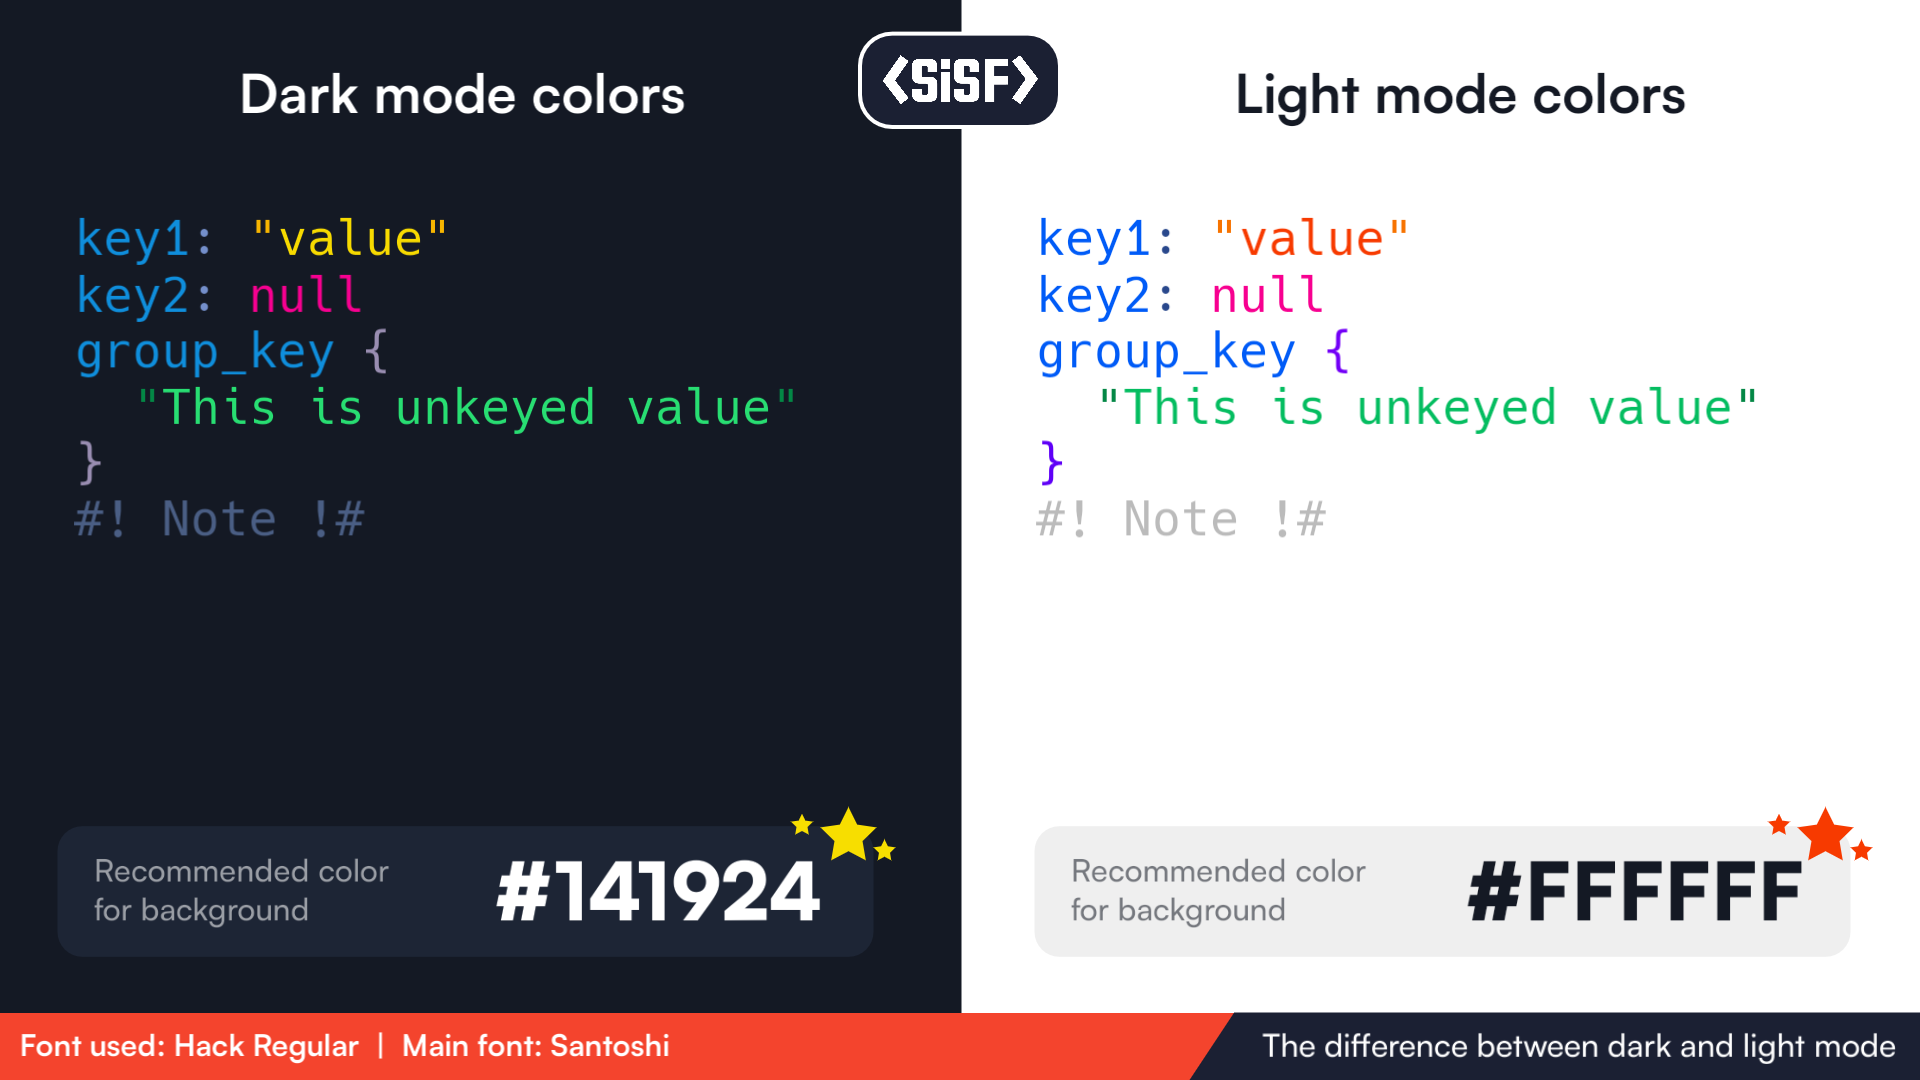 <SiSF>
Dark mode colors
key1: "value"
key2: null
group_key {
  "This is unkeyed value"
}
#! Note !#
Recommended color
for background
#141924
Light mode colors
key1: "value"
key2: null
group_key {
  "This is unkeyed value"
}
#! Note !#
Recommended color
for background
#FFFFFF
Font used: Hack Regular | Main font: Santoshi
The difference between dark and light mode